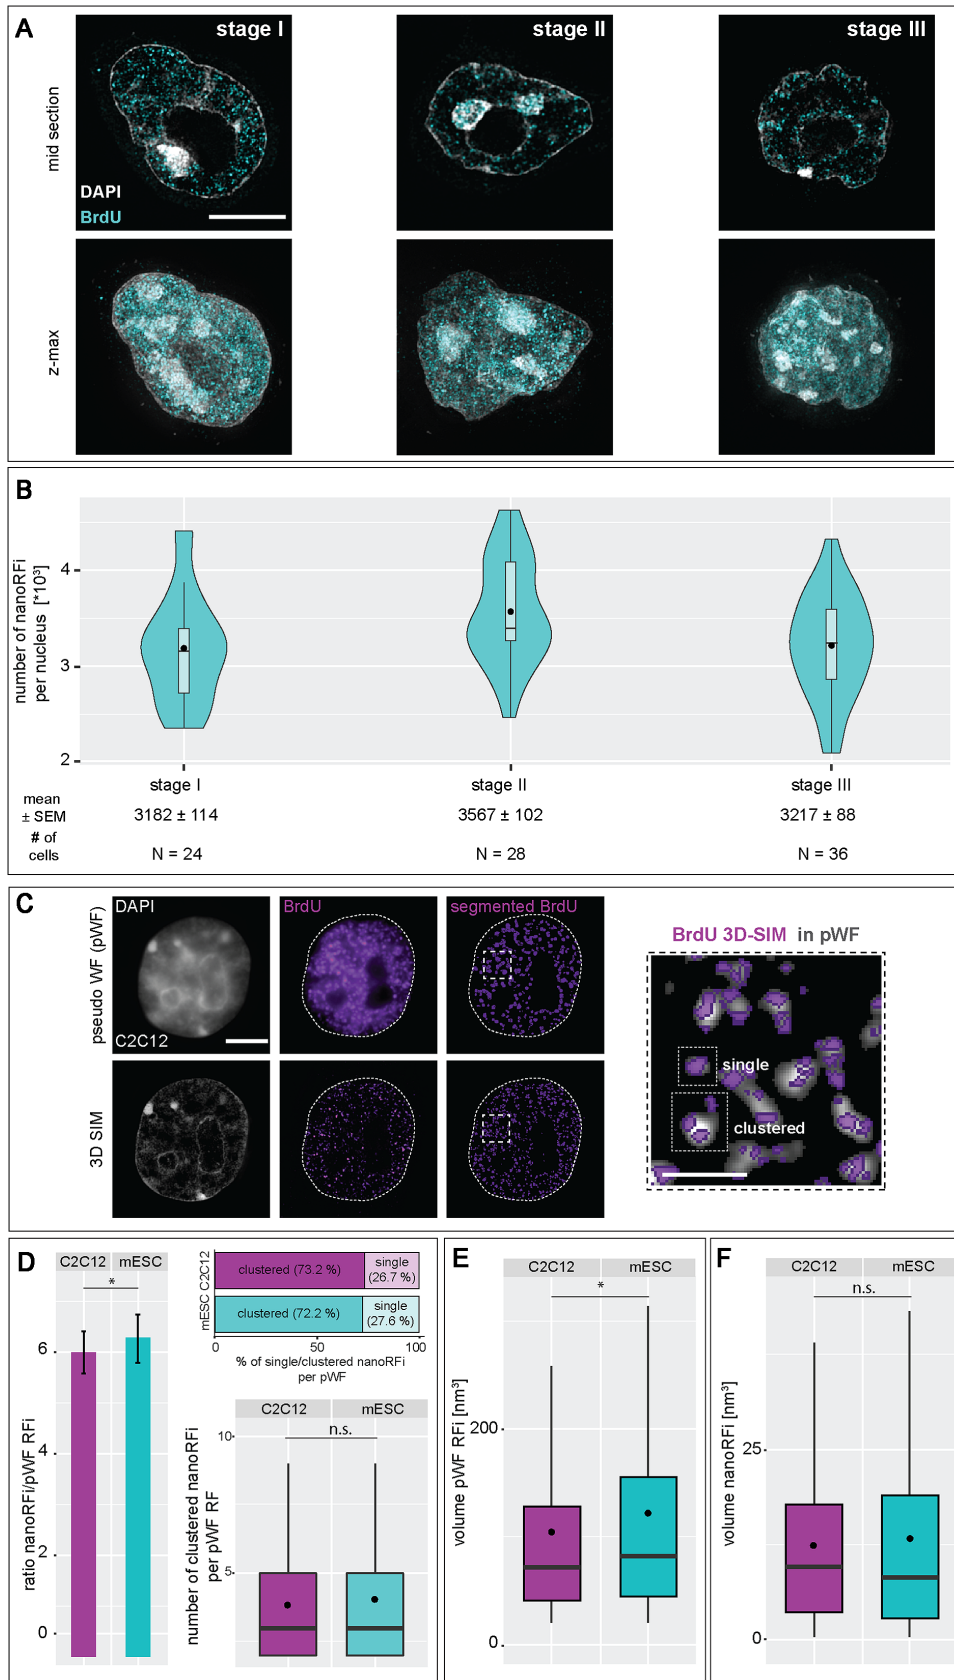 A
stage I
stage II
stage III
mid section
DAPI
BrdU
z-max
B
number of nanoRFi
per nucleus [*10³]
4
3
2
stage I
stage II
stage III
mean
± SEM
3182 ± 114
3567 ± 102
3217 ± 88
# of
cells
N = 24
N = 28
N = 36
C
pseudo WF (pWF)
DAPI
C2C12
BrdU
segmented BrdU
3D SIM
BrdU 3D-SIM in pWF
single
clustered
D
C2C12
mESC
*
ratio nanoRFi/pWF RFi
6
4
2
0
mESC C2C12
clustered (73.2 %)
single
(26.7 %)
clustered (72.2 %)
single
(27.6 %)
0
50
100
% of single/clustered nanoRFi
per pWF
C2C12
mESC
n.s.
number of clustered nanoRFi
per pWF RF
10
5
E
C2C12
mESC
*
volume pWF RFi [nm³]
200
0
F
C2C12
mESC
n.s.
volume nanoRFi [nm³]
25
0